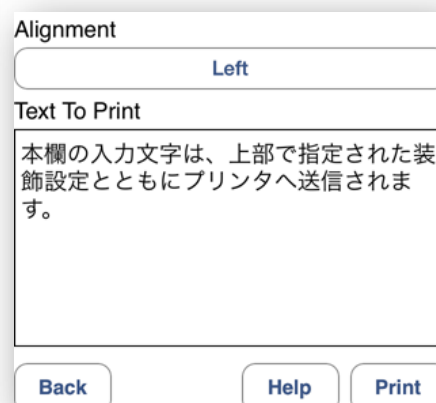 Alignment
Left
Text To Print
本欄の入力文字は、上部で指定された装
飾設定とともにプリンタへ送信されま
す。
Back
Help
Print